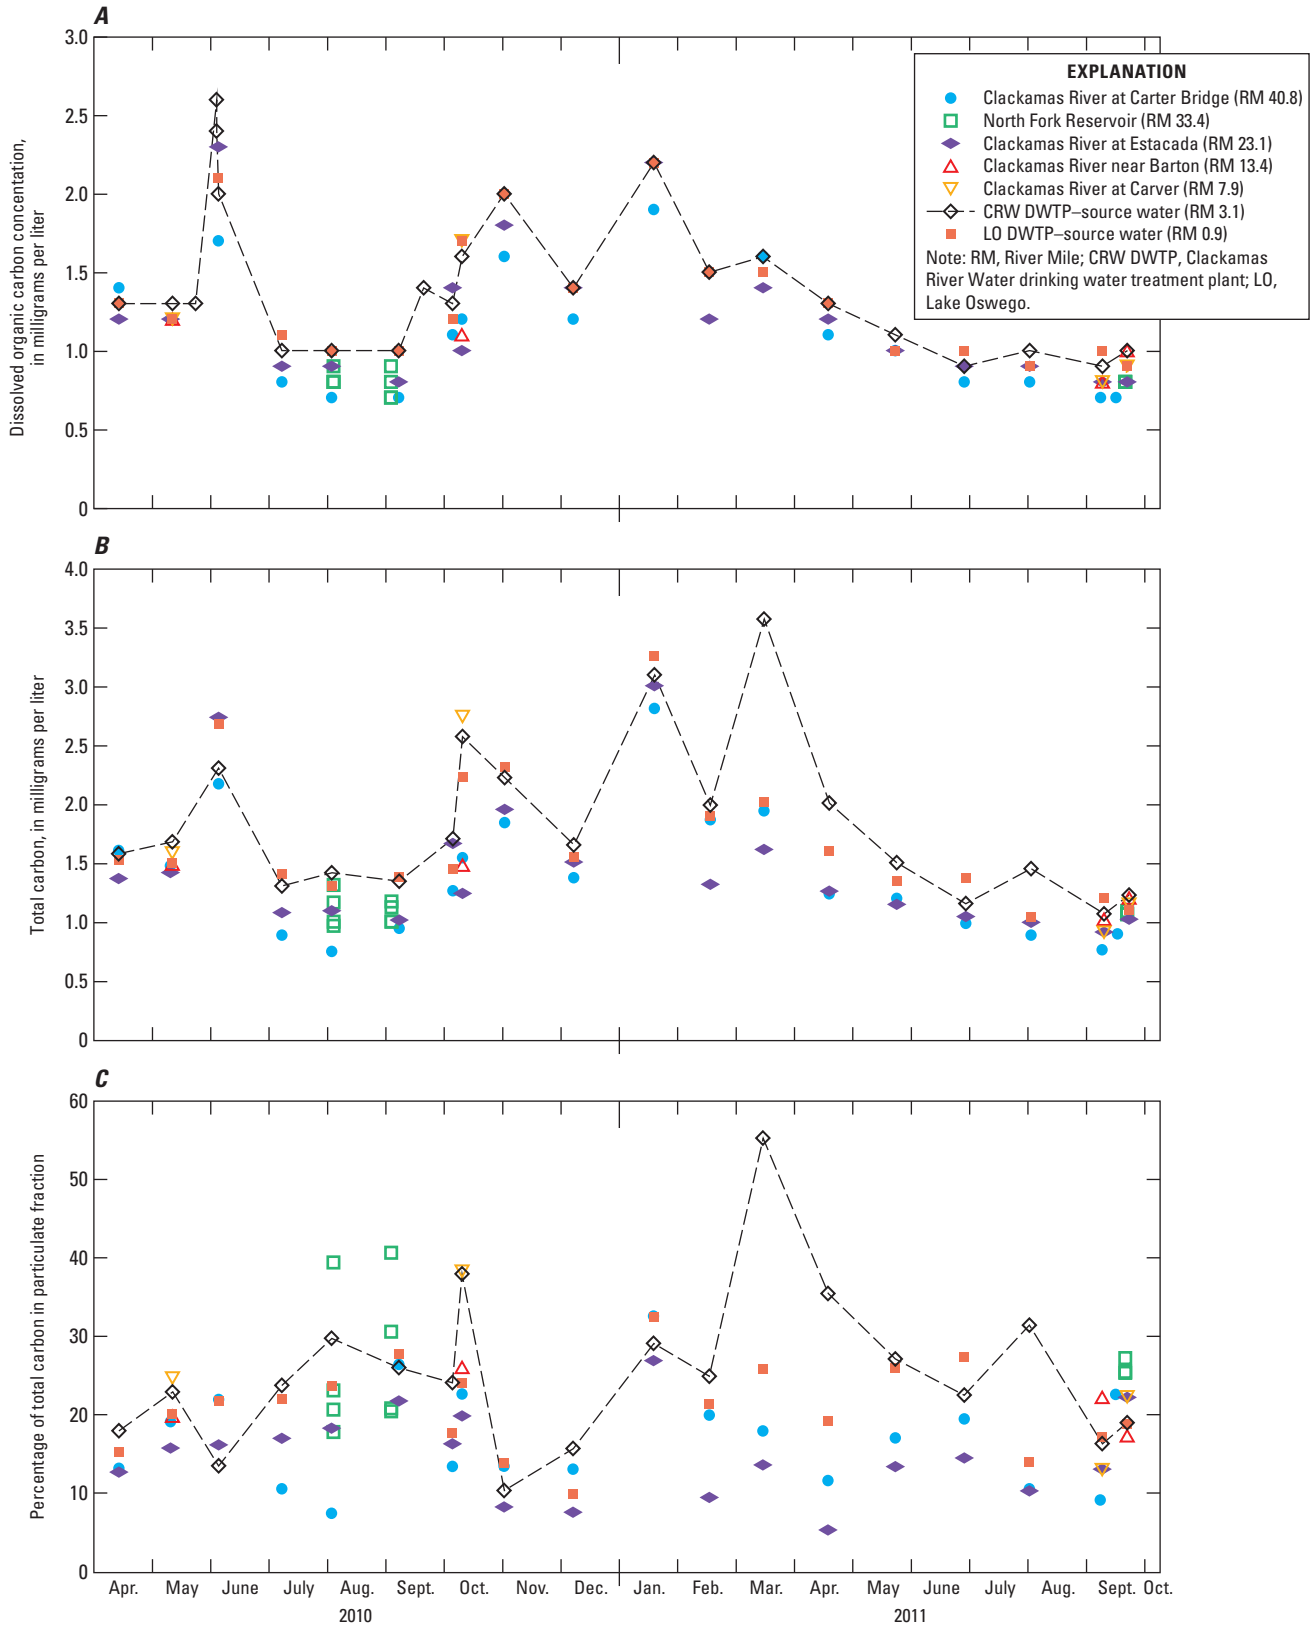 A
3.0
2.5
2.0
1.5
1.0
0.5
0
Dissolved organic carbon concentration,
in milligrams per liter
EXPLANATION
Clackamas River at Carter Bridge (RM 40.8)
North Fork Reservoir (RM 33.4)
Clackamas River at Estacada (RM 23.1)
Clackamas River near Barton (RM 13.4)
Clackamas River at Carver (RM 7.9)
CRW DWTP–source water (RM 3.1)
LO DWTP–source water (RM 0.9)
Note: RM, River Mile; CRW DWTP, Clackamas
River Water drinking water treatment plant; LO,
Lake Oswego.
B
4.0
3.5
3.0
2.5
2.0
1.5
1.0
0.5
0
Total carbon, in milligrams per liter
C
60
50
40
30
20
10
0
Percentage of total carbon in particulate fraction
Apr. May June July Aug. Sept. Oct. Nov. Dec. Jan. Feb. Mar. Apr. May June July Aug. Sept. Oct.
2010 2011